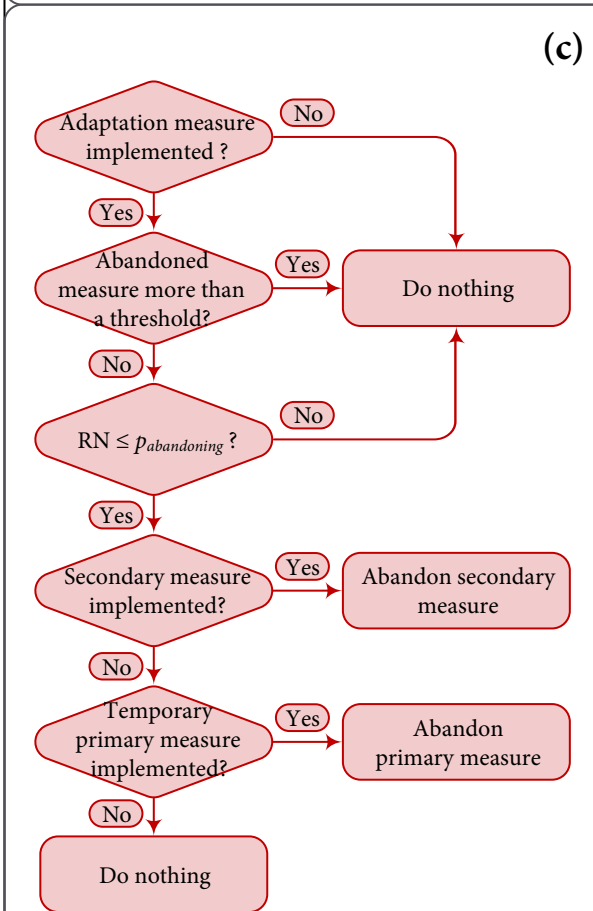 (c)
Adaptation measure
implemented ?
No
Yes
Abandoned
measure more than
a threshold?
Yes
Do nothing
No
RN ≤ p_abandoning ?
No
Yes
Secondary measure
implemented?
Yes
Abandon secondary
measure
No
Temporary
primary measure
implemented?
Yes
Abandon
primary measure
No
Do nothing